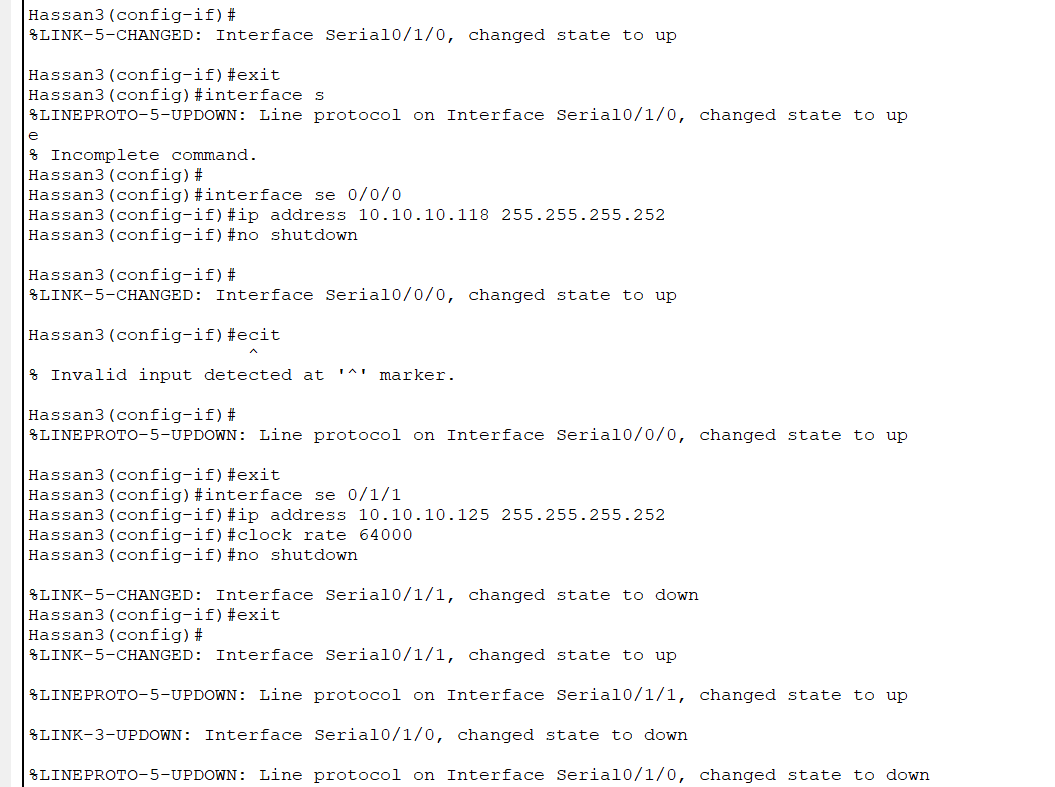 Hassan3(config-if)#
%LINK-5-CHANGED: Interface Serial0/1/0, changed state to up
Hassan3(config-if)#exit
Hassan3(config)#interface s
%LINEPROTO-5-UPDOWN: Line protocol on Interface Serial0/1/0, changed state to up
e
% Incomplete command.
Hassan3(config)#
Hassan3(config)#interface se 0/0/0
Hassan3(config-if)#ip address 10.10.10.118 255.255.255.252
Hassan3(config-if)#no shutdown
Hassan3(config-if)#
%LINK-5-CHANGED: Interface Serial0/0/0, changed state to up
Hassan3(config-if)#ecit
^
% Invalid input detected at '^' marker.
Hassan3(config-if)#
%LINEPROTO-5-UPDOWN: Line protocol on Interface Serial0/0/0, changed state to up
Hassan3(config-if)#exit
Hassan3(config)#interface se 0/1/1
Hassan3(config-if)#ip address 10.10.10.125 255.255.255.252
Hassan3(config-if)#clock rate 64000
Hassan3(config-if)#no shutdown
%LINK-5-CHANGED: Interface Serial0/1/1, changed state to down
Hassan3(config-if)#exit
Hassan3(config)#
%LINK-5-CHANGED: Interface Serial0/1/1, changed state to up
%LINEPROTO-5-UPDOWN: Line protocol on Interface Serial0/1/1, changed state to up
%LINK-3-UPDOWN: Interface Serial0/1/0, changed state to down
%LINEPROTO-5-UPDOWN: Line protocol on Interface Serial0/1/0, changed state to down